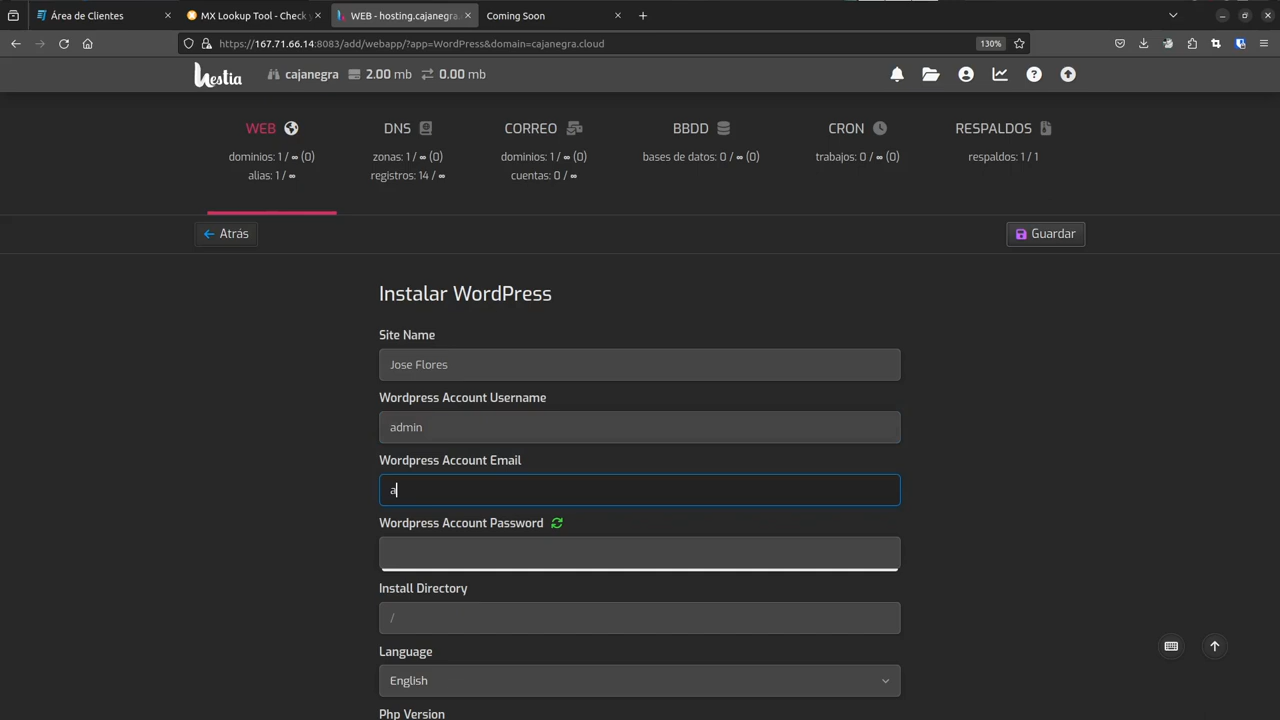 Área de Clientes
MX Lookup Tool - Check y
WEB - hosting.cajanegra.
Coming Soon
https://167.71.66.14:8083/add/webapp/?app=WordPress&domain=cajanegra.cloud
130%
hestia
cajanegra 2.00 mb 0.00 mb
WEB
dominios: 1 / ∞ (0)
alias: 1 / ∞
DNS
zonas: 1 / ∞ (0)
registros: 14 / ∞
CORREO
dominios: 1 / ∞ (0)
cuentas: 0 / ∞
BBDD
bases de datos: 0 / ∞ (0)
CRON
trabajos: 0 / ∞ (0)
RESPALDOS
respaldos: 1 / 1
Atrás
Guardar
Instalar WordPress
Site Name
Jose Flores
Wordpress Account Username
admin
Wordpress Account Email
a
Wordpress Account Password
Install Directory
/
Language
English
Php Version